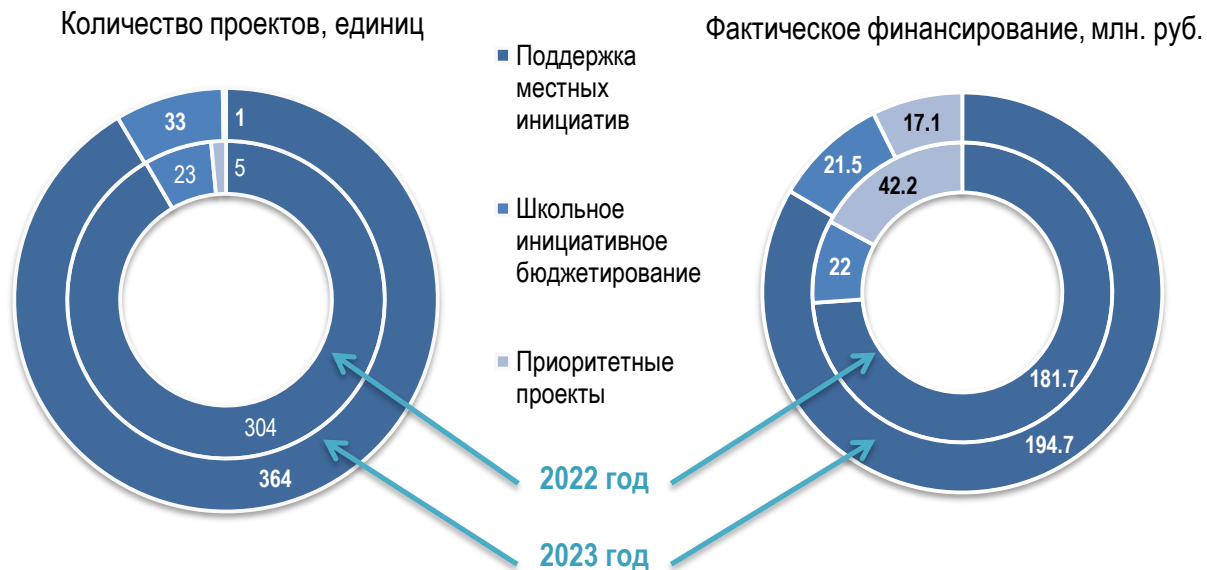 Количество проектов, единиц
33
1
23
5
304
364
Поддержка
местных
инициатив
Школьное
инициативное
бюджетирование
Приоритетные
проекты
2022 год
2023 год
Фактическое финансирование, млн. руб.
17.1
21.5
42.2
22
181.7
194.7